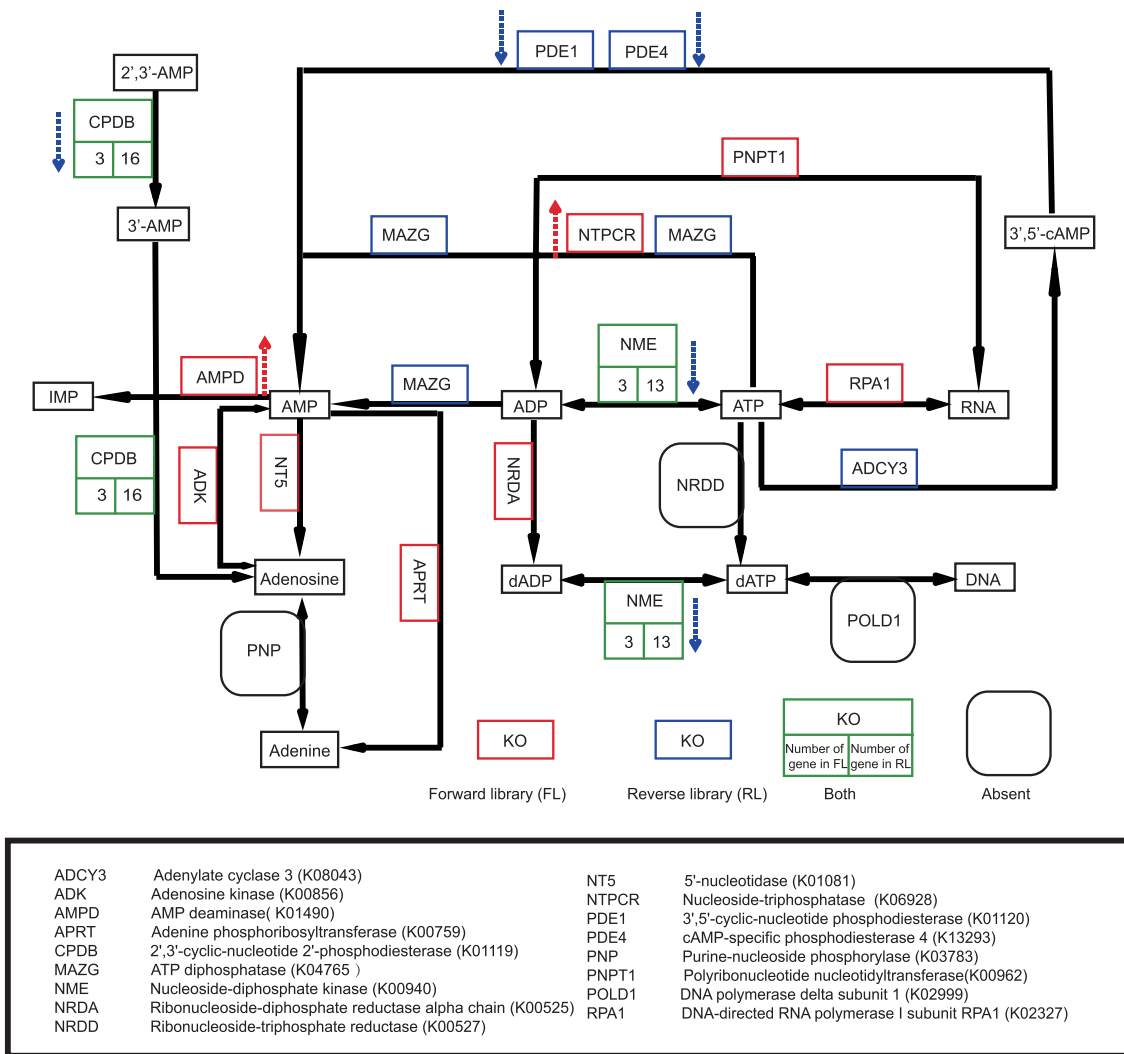 PDE1
PDE4
2’,3’-AMP
CPDB
3 16
PNPT1
3’-AMP
MAZG
NTPCR
MAZG
3’,5’-cAMP
NME
3 13
AMPD
MAZG
RPA1
IMP
AMP
ADP
ATP
RNA
CPDB
3 16
ADK
NT5
NRDA
NRDD
ADCY3
APRT
Adenosine
dADP
dATP
DNA
NME
3 13
POLD1
PNP
Adenine
KO
KO
KO
Number of gene in FL
Number of gene in RL
Forward library (FL)
Reverse library (RL)
Both
Absent
ADCY3 Adenylate cyclase 3 (K08043)
ADK Adenosine kinase (K00856)
AMPD AMP deaminase( K01490)
APRT Adenine phosphoribosyltransferase (K00759)
CPDB 2',3'-cyclic-nucleotide 2'-phosphodiesterase (K01119)
MAZG ATP diphosphatase (K04765 ）
NME Nucleoside-diphosphate kinase (K00940)
NRDA Ribonucleoside-diphosphate reductase alpha chain (K00525)
NRDD Ribonucleoside-triphosphate reductase (K00527)
NT5 5'-nucleotidase (K01081)
NTPCR Nucleoside-triphosphatase (K06928)
PDE1 3',5'-cyclic-nucleotide phosphodiesterase (K01120)
PDE4 cAMP-specific phosphodiesterase 4 (K13293)
PNP Purine-nucleoside phosphorylase (K03783)
PNPT1 Polyribonucleotide nucleotidyltransferase(K00962)
POLD1 DNA polymerase delta subunit 1 (K02999)
RPA1 DNA-directed RNA polymerase I subunit RPA1 (K02327)